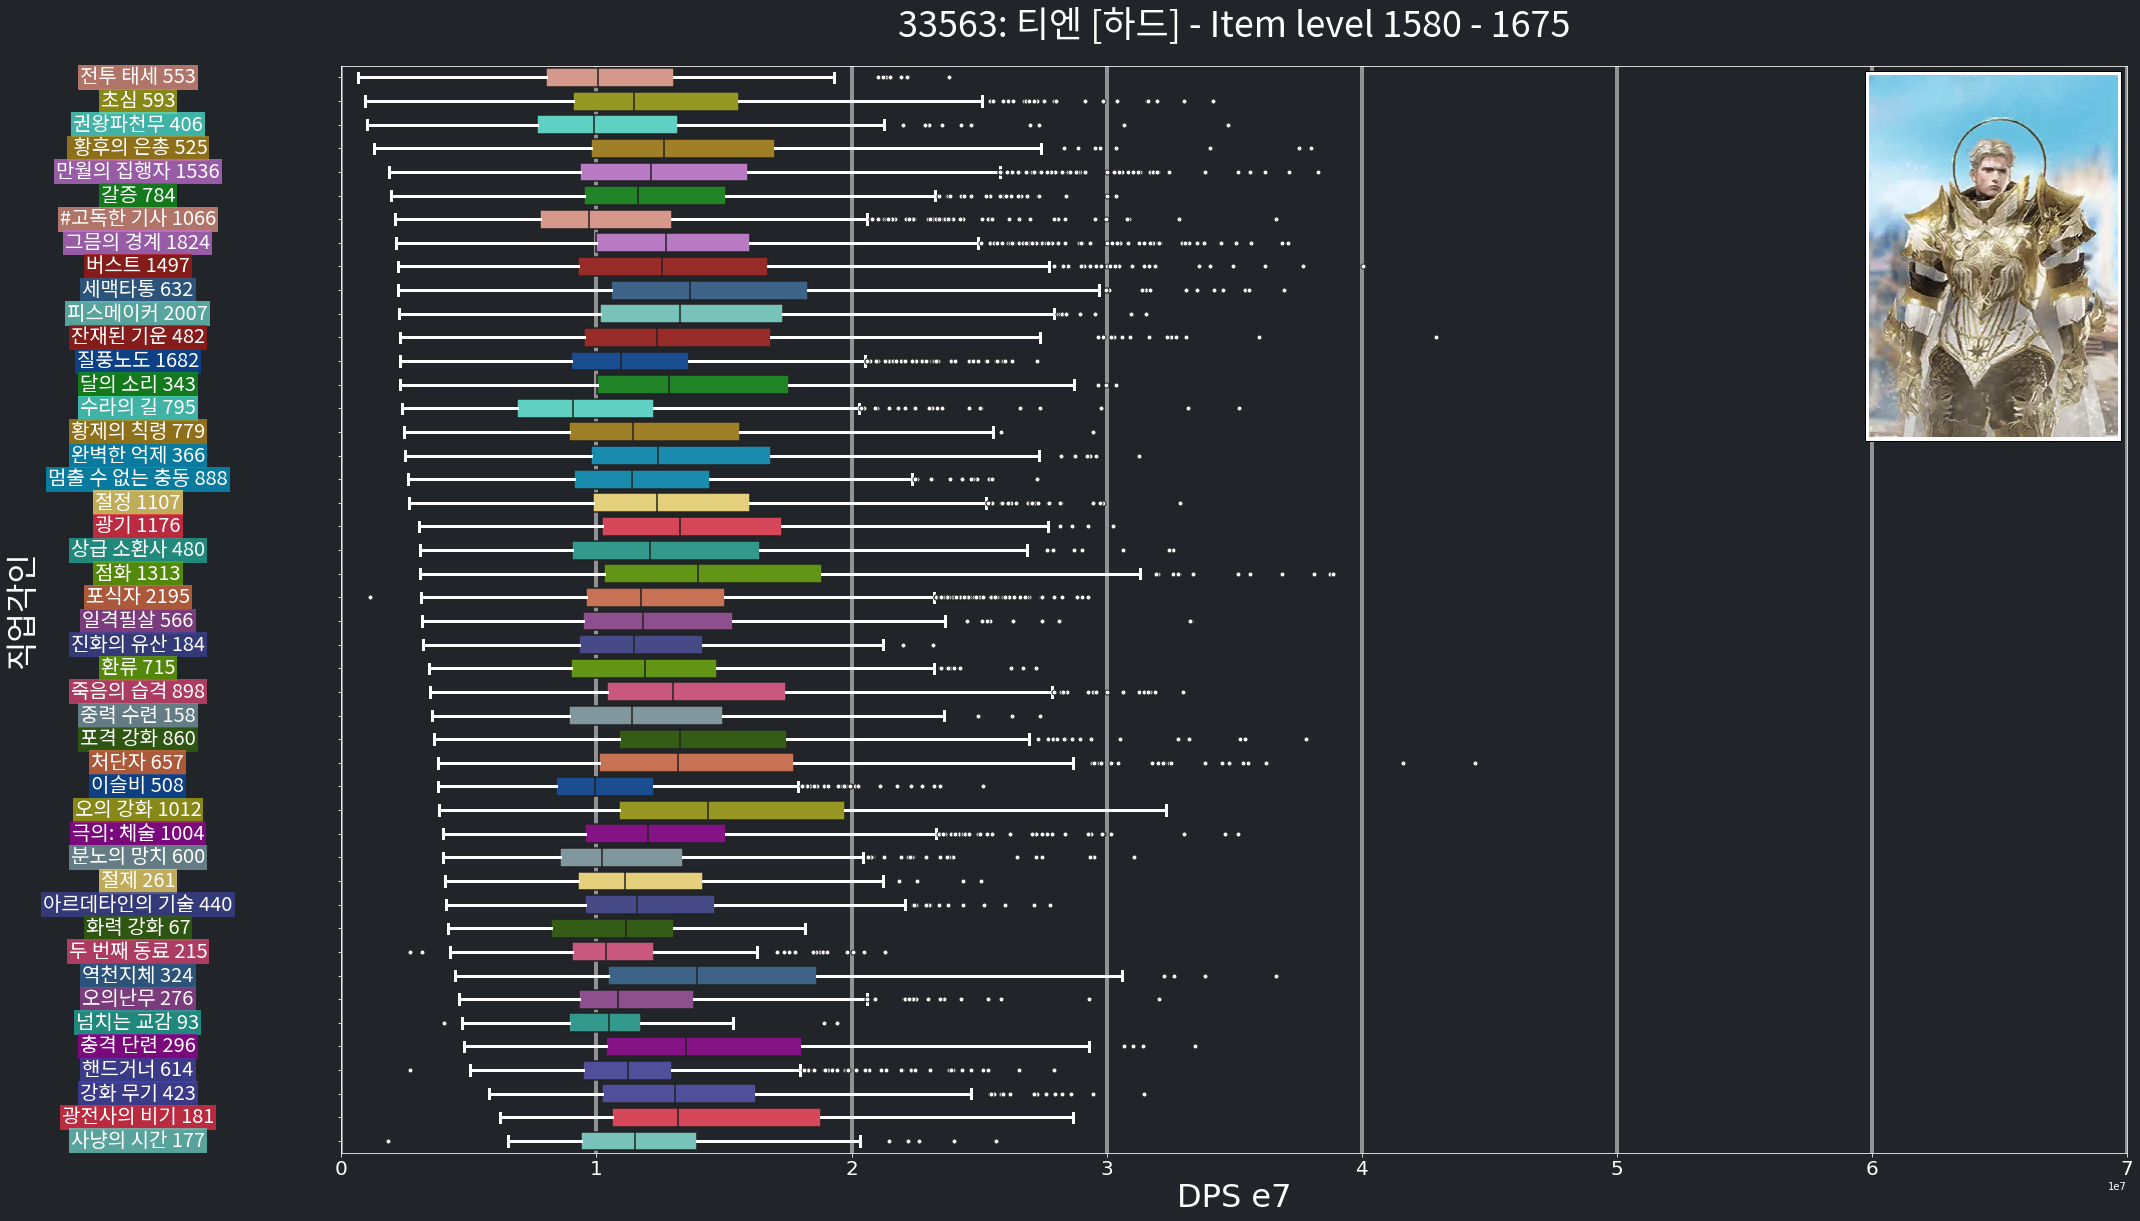 33563: 티엔 [하드] - Item level 1580 - 1675
직업각인
전투 태세 553
초심 593
권왕파천무 406
황후의 은총 525
만월의 집행자 1536
갈증 784
#고독한 기사 1066
그믐의 경계 1824
버스트 1497
세맥타통 632
피스메이커 2007
잔재된 기운 482
질풍노도 1682
달의 소리 343
수라의 길 795
황제의 칙령 779
완벽한 억제 366
멈출 수 없는 충동 888
절정 1107
광기 1176
상급 소환사 480
점화 1313
포식자 2195
일격필살 566
진화의 유산 184
환류 715
죽음의 습격 898
중력 수련 158
포격 강화 860
처단자 657
이슬비 508
오의 강화 1012
극의: 체술 1004
분노의 망치 600
절제 261
아르데타인의 기술 440
화력 강화 67
두 번째 동료 215
역천지체 324
오의난무 276
넘치는 교감 93
충격 단련 296
핸드거너 614
강화 무기 423
광전사의 비기 181
사냥의 시간 177
0 1 2 3 4 5 6 7
1e7
DPS e7